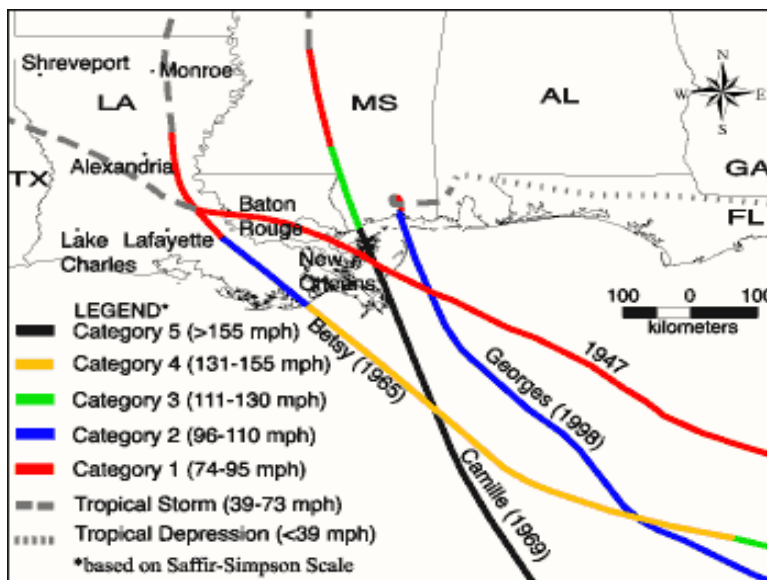 Shreveport
Monroe
LA
MS
AL
N
W
E
S
GA
TX
Alexandria
Baton
Rouge
FL
Lake
Charles
Lafayette
New
Orleans
LEGEND*
Category 5 (>155 mph)
Category 4 (131-155 mph)
Category 3 (111-130 mph)
Category 2 (96-110 mph)
Category 1 (74-95 mph)
Tropical Storm (39-73 mph)
Tropical Depression (<39 mph)
*based on Saffir-Simpson Scale
Betsy (1965)
Camille (1969)
Georges (1998)
1947
100 0 100
kilometers